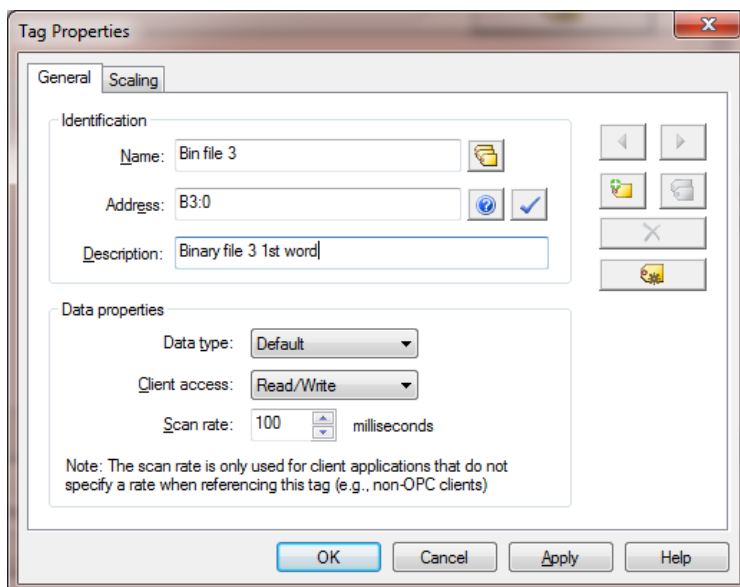 Tag Properties
General Scaling
Identification
Name: Bin file 3
Address: B3:0
Description: Binary file 3 1st word
Data properties
Data type: Default
Client access: Read/Write
Scan rate: 100 milliseconds
Note: The scan rate is only used for client applications that do not
specify a rate when referencing this tag (e.g., non-OPC clients)
OK Cancel Apply Help